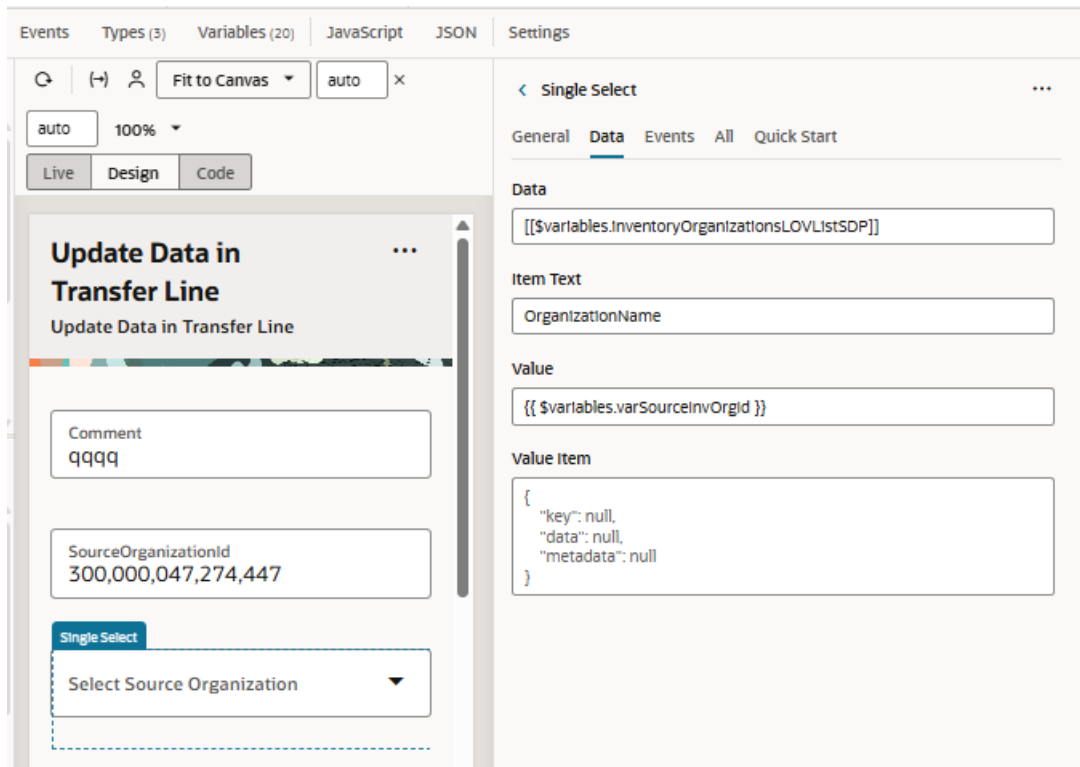 Events Types (3) Variables (20) JavaScript JSON Settings
Fit to Canvas auto
auto 100%
Live Design Code
Update Data in
Transfer Line
Update Data in Transfer Line
Comment
qqqq
SourceOrganizationId
300,000,047,274,447
Single Select
Select Source Organization
Single Select
General Data Events All Quick Start
Data
[[$variables.inventoryOrganizationsLOVListSDP]]
Item Text
OrganizationName
Value
{{ $variables.varSourceInvOrgId }}
Value Item
{
"key": null,
"data": null,
"metadata": null
}